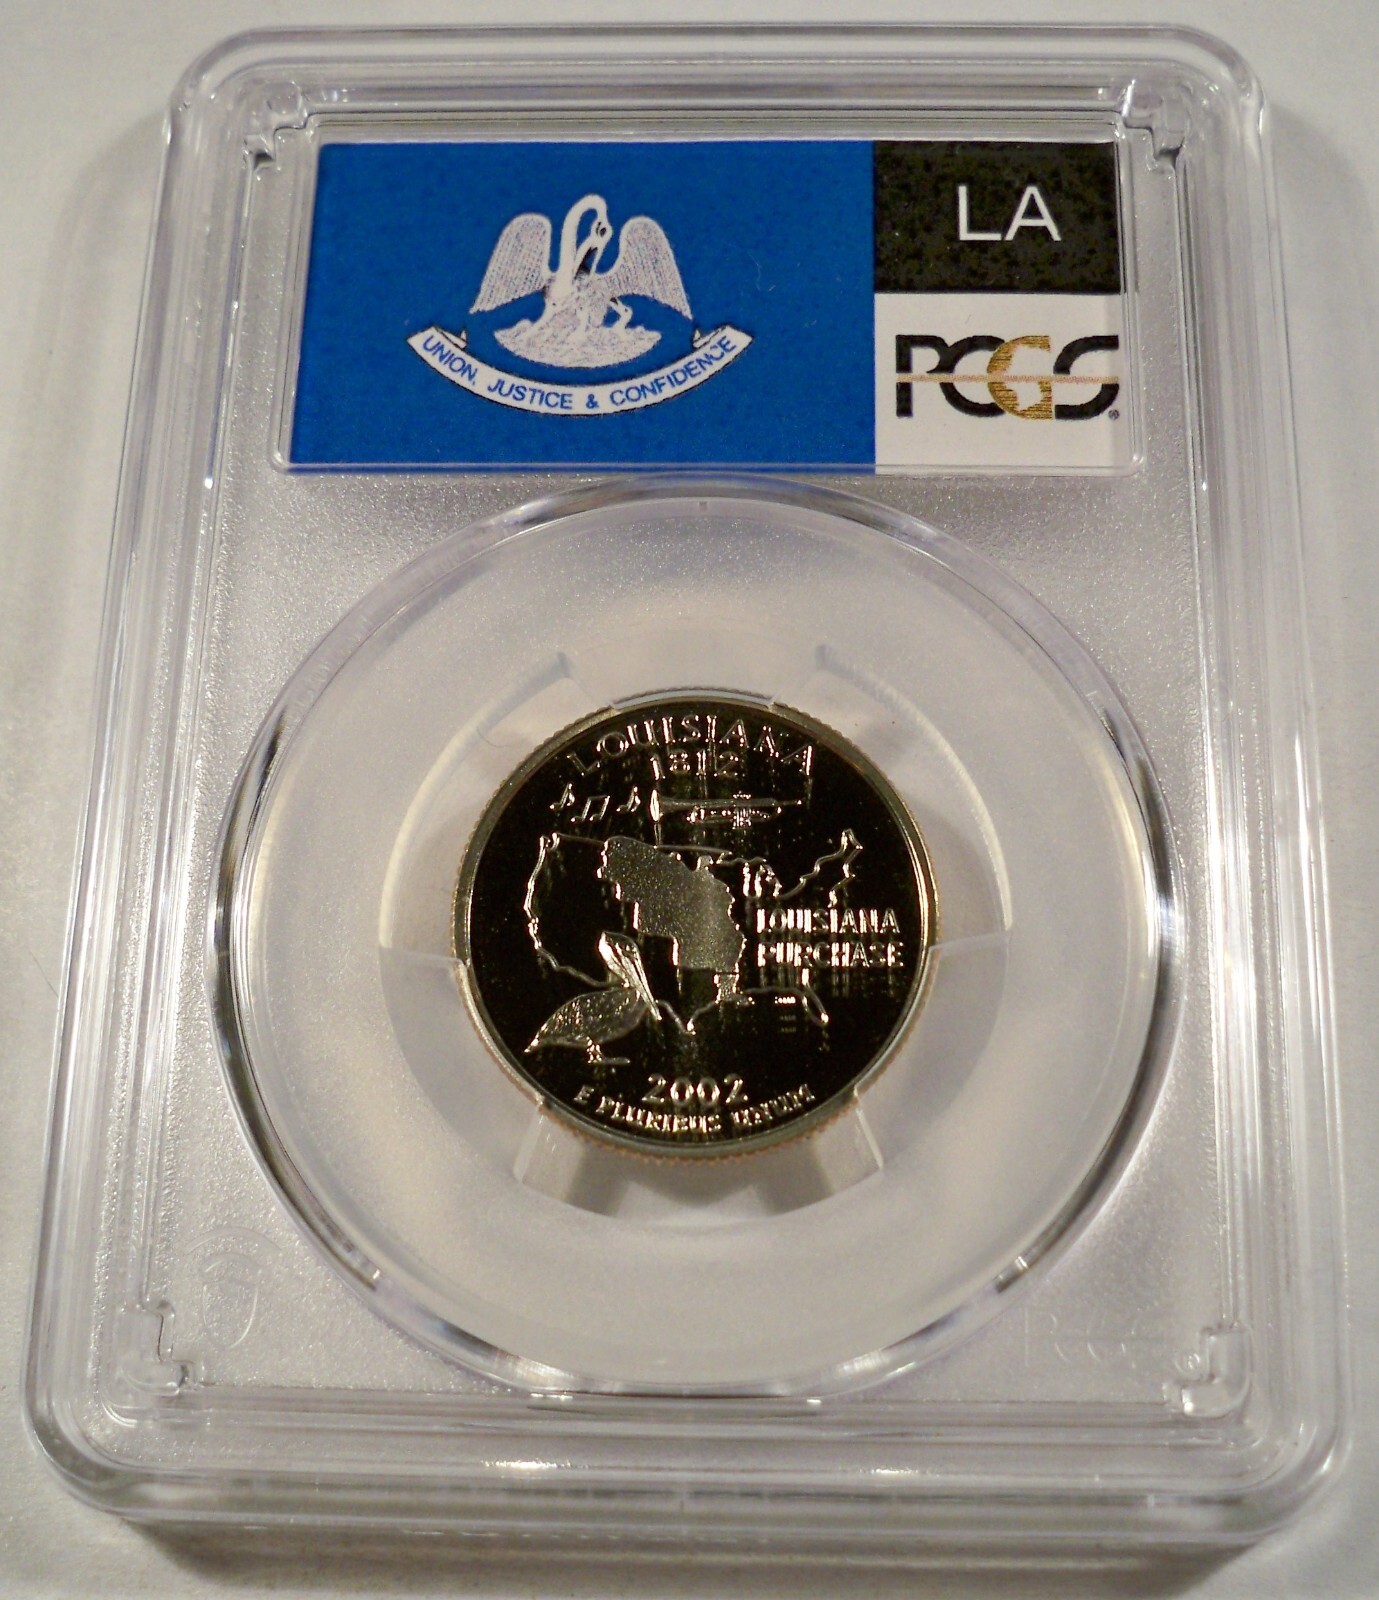 LA
UNION, JUSTICE & CONFIDENCE
PCGS
LOUISIANA
1812
LOUISIANA
PURCHASE
2002
E PLURIBUS UNUM